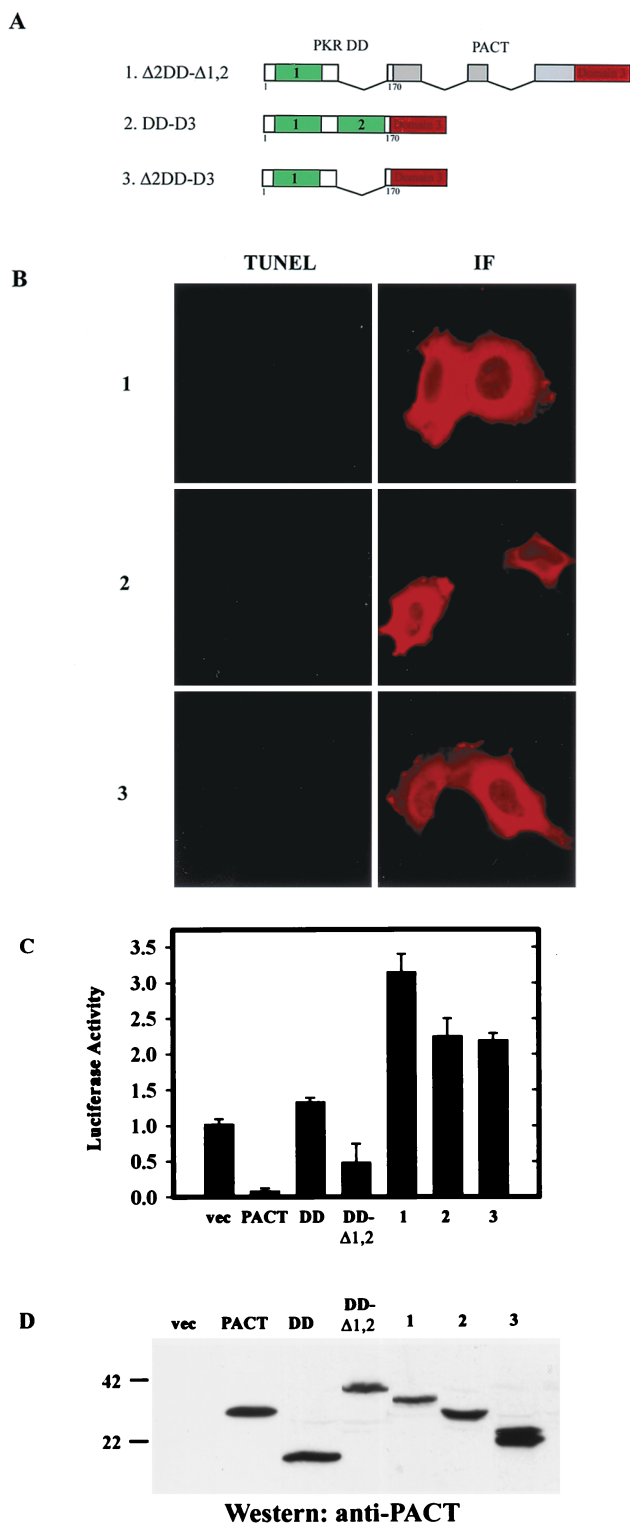 A
PKR DD PACT
1. Δ2DD-Δ1,2 1 Domain 3
1 170
2. DD-D3 1 2 Domain 3
1 170
3. Δ2DD-D3 1 Domain 3
1 170
B
TUNEL IF
1
2
3
C
Luciferase Activity
3.5
3.0
2.5
2.0
1.5
1.0
0.5
0.0
vec PACT DD DD- 1 2 3
Δ1,2
D
vec PACT DD DD- 1 2 3
Δ1,2
42
22
Western: anti-PACT